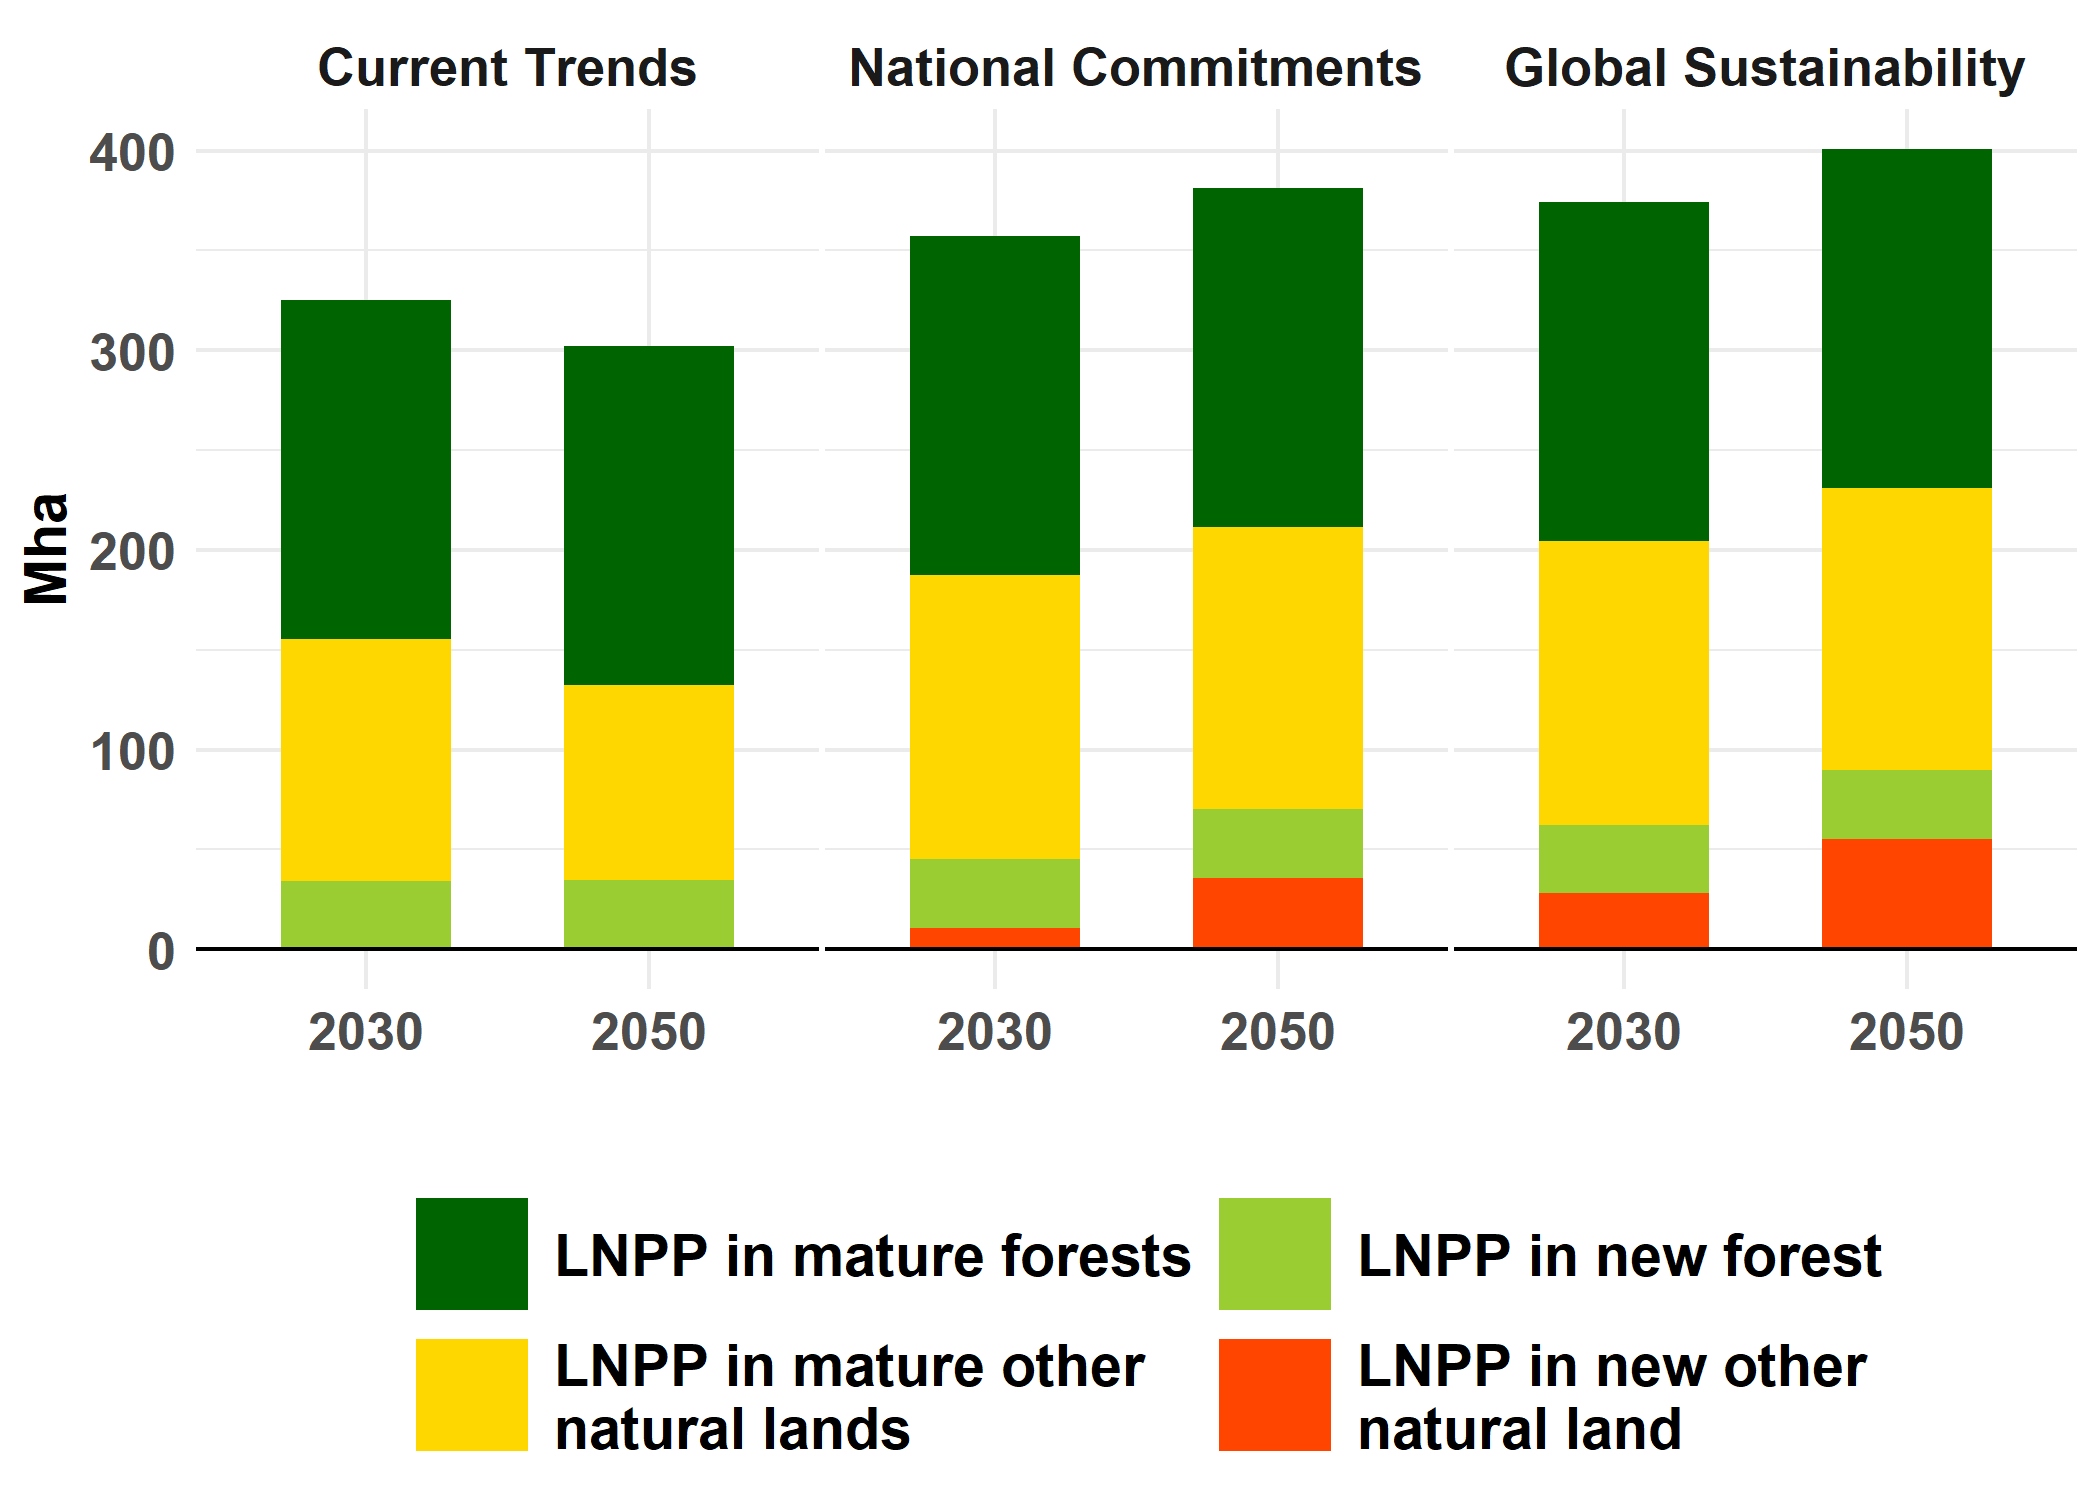 Current Trends
National Commitments
Global Sustainability
400
300
200
100
0
Mha
2030
2050
2030
2050
2030
2050
LNPP in mature forests
LNPP in new forest
LNPP in mature other
natural lands
LNPP in new other
natural land